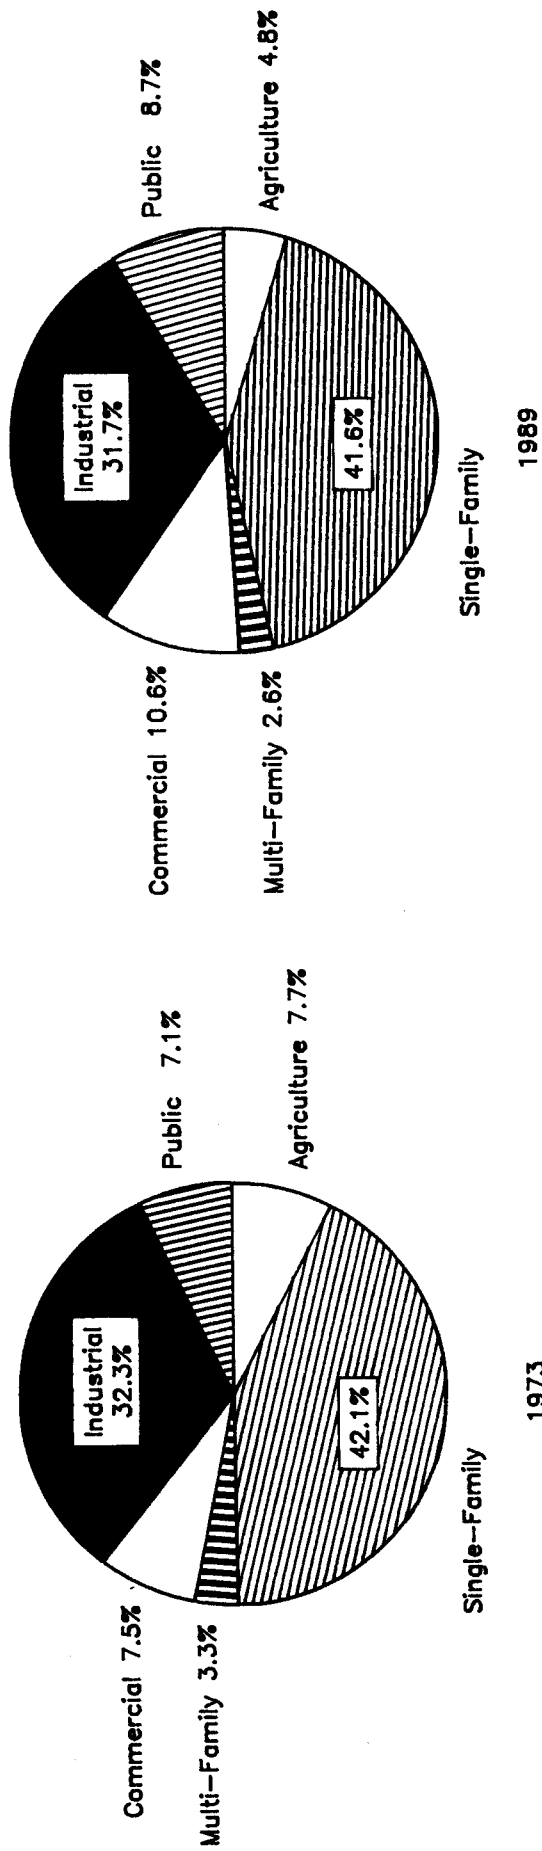 Industrial
32.3%
Public 7.1%
Commercial 7.5%
Multi-Family 3.3%
Agriculture 7.7%
42.1%
Single-Family
1973
Industrial
31.7%
Public 8.7%
Commercial 10.6%
Multi-Family 2.6%
Agriculture 4.8%
41.6%
Single-Family
1989